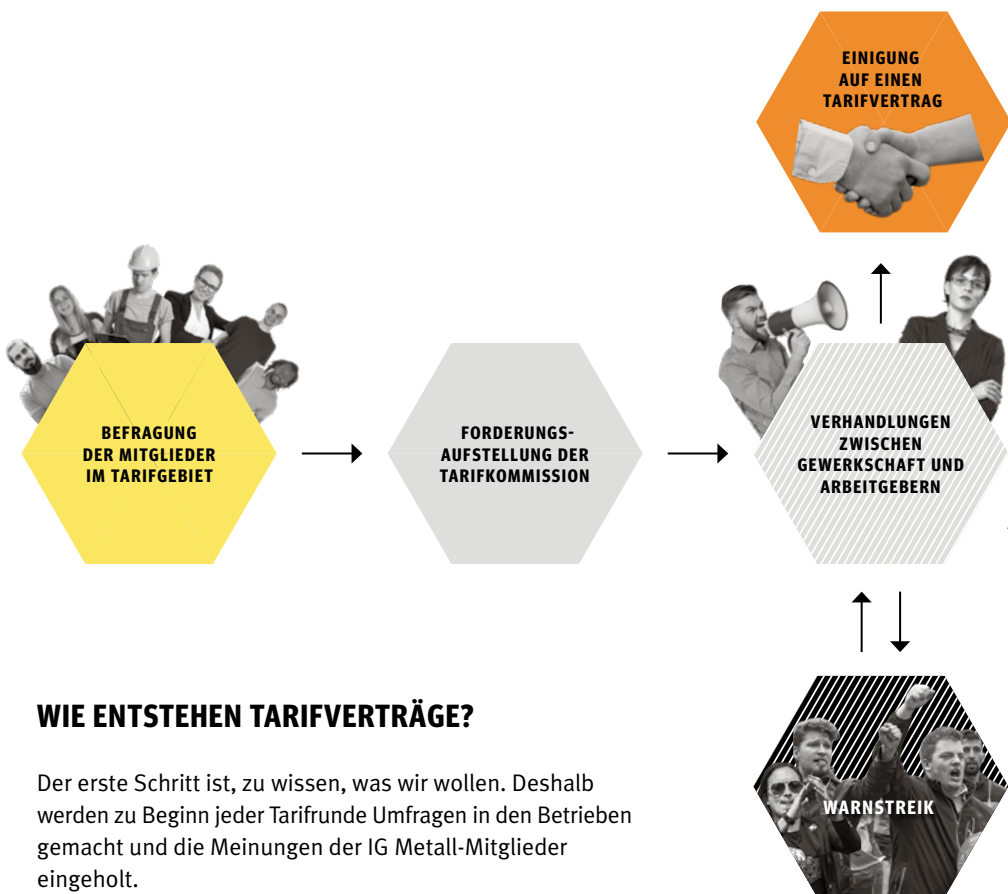 EINIGUNG
AUF EINEN
TARIFVERTRAG
BEFRAGUNG
DER MITGLIEDER
IM TARIFGEBIET
FORDERUNGS-
AUFSTELLUNG DER
TARIFKOMMISSION
VERHANDLUNGEN
ZWISCHEN
GEWERKSCHAFT UND
ARBEITGEBERN
WARNSTREIK
WIE ENTSTEHEN TARIFVERTRÄGE?
Der erste Schritt ist, zu wissen, was wir wollen. Deshalb
werden zu Beginn jeder Tarifrunde Umfragen in den Betrieben
gemacht und die Meinungen der IG Metall-Mitglieder
eingeholt.